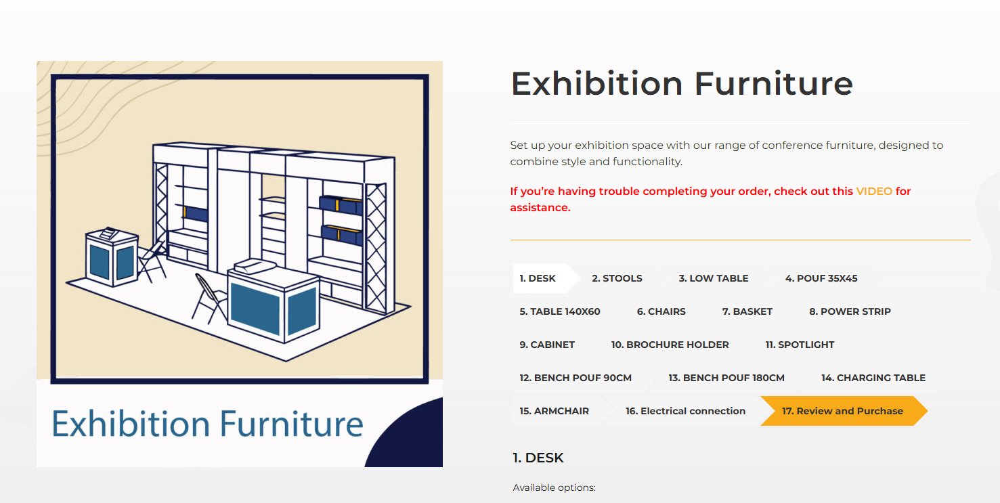 Exhibition Furniture
Exhibition Furniture
Set up your exhibition space with our range of conference furniture, designed to
combine style and functionality.
If you’re having trouble completing your order, check out this VIDEO for
assistance.
1. DESK 2. STOOLS 3. LOW TABLE 4. POUF 35X45
5. TABLE 140X60 6. CHAIRS 7. BASKET 8. POWER STRIP
9. CABINET 10. BROCHURE HOLDER 11. SPOTLIGHT
12. BENCH POUF 90CM 13. BENCH POUF 180CM 14. CHARGING TABLE
15. ARMCHAIR 16. Electrical connection 17. Review and Purchase
1. DESK
Available options: